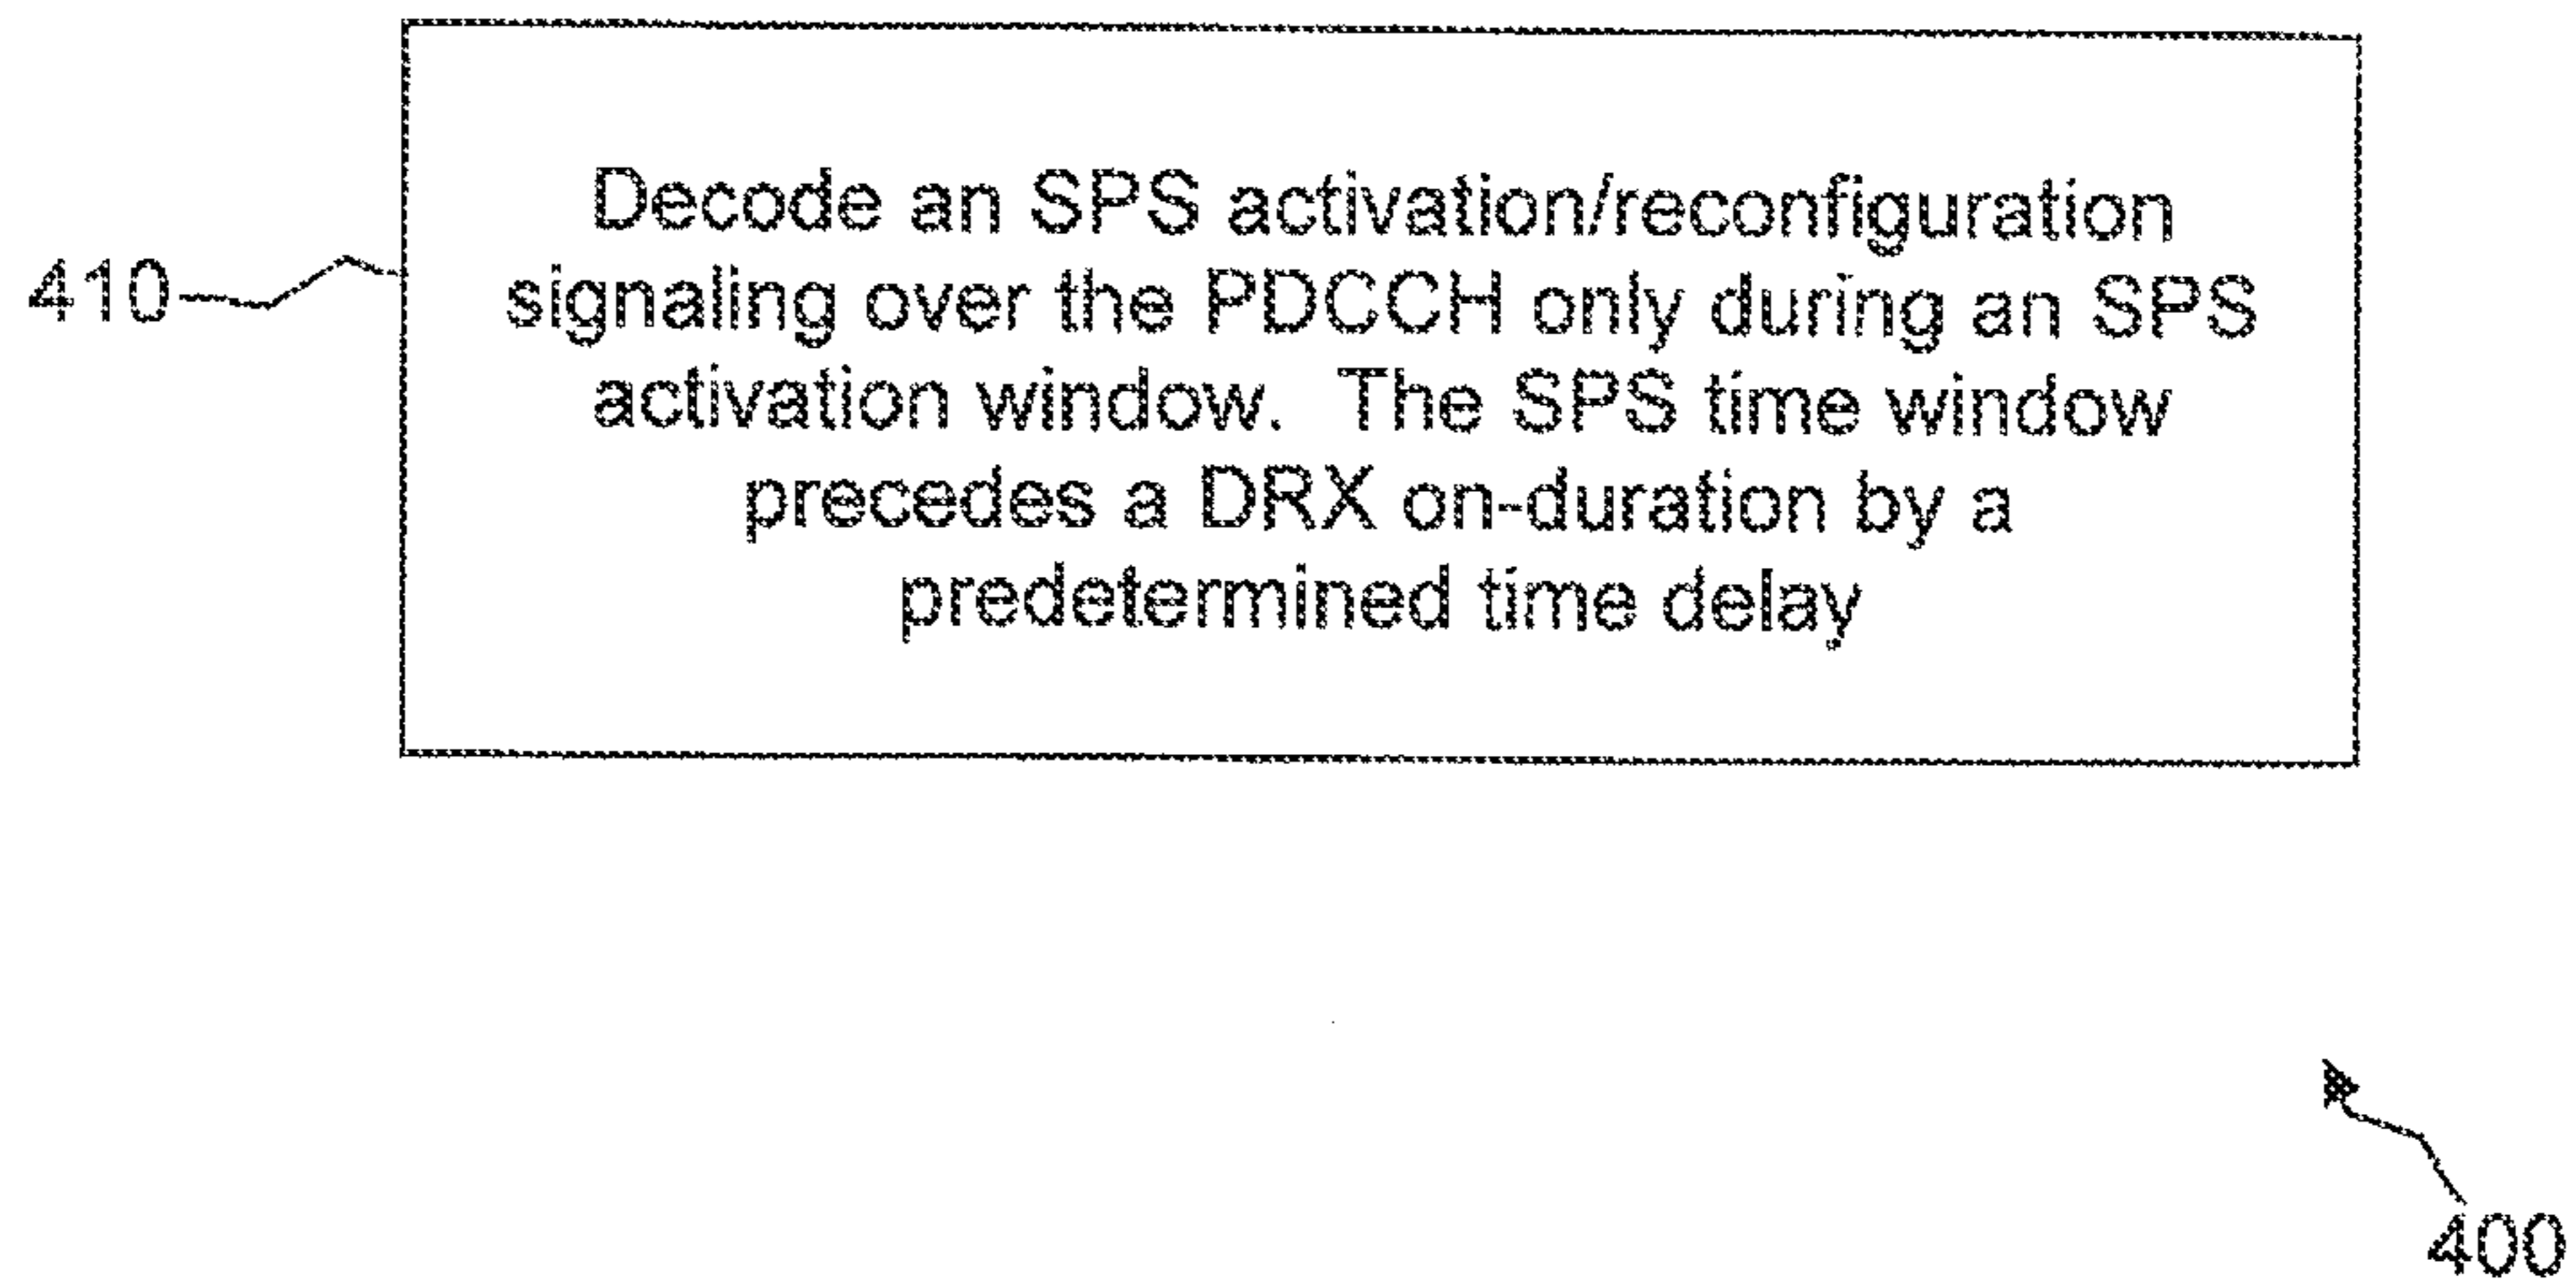 Decode an SPS activation/reconfiguration
signaling over the PDCCH only during an SPS
activation window. The SPS time window
precedes a DRX on-duration by a
predetermined time delay
410
400